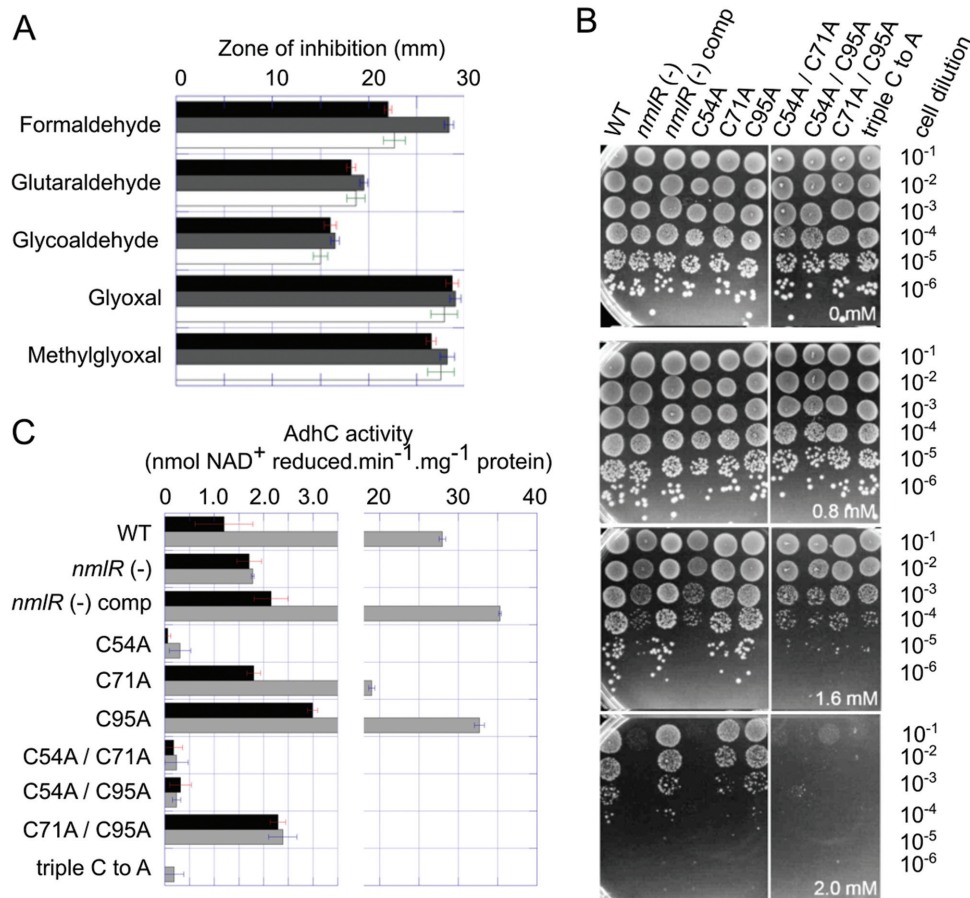 A
Zone of inhibition (mm)
0 10 20 30
Formaldehyde
Glutaraldehyde
Glycoaldehyde
Glyoxal
Methylglyoxal
B
WT
nmlR (-)
nmlR (-) comp
C54A
C71A
C95A
C54A / C71A
C54A / C95A
C71A / C95A
triple C to A
cell dilution
10-1
10-2
10-3
10-4
10-5
10-6
0 mM
10-1
10-2
10-3
10-4
10-5
10-6
0.8 mM
10-1
10-2
10-3
10-4
10-5
10-6
1.6 mM
10-1
10-2
10-3
10-4
10-5
10-6
2.0 mM
C
AdhC activity
(nmol NAD+ reduced.min-1.mg-1 protein)
0 1.0 2.0 3.0 20 30 40
WT
nmlR (-)
nmlR (-) comp
C54A
C71A
C95A
C54A / C71A
C54A / C95A
C71A / C95A
triple C to A